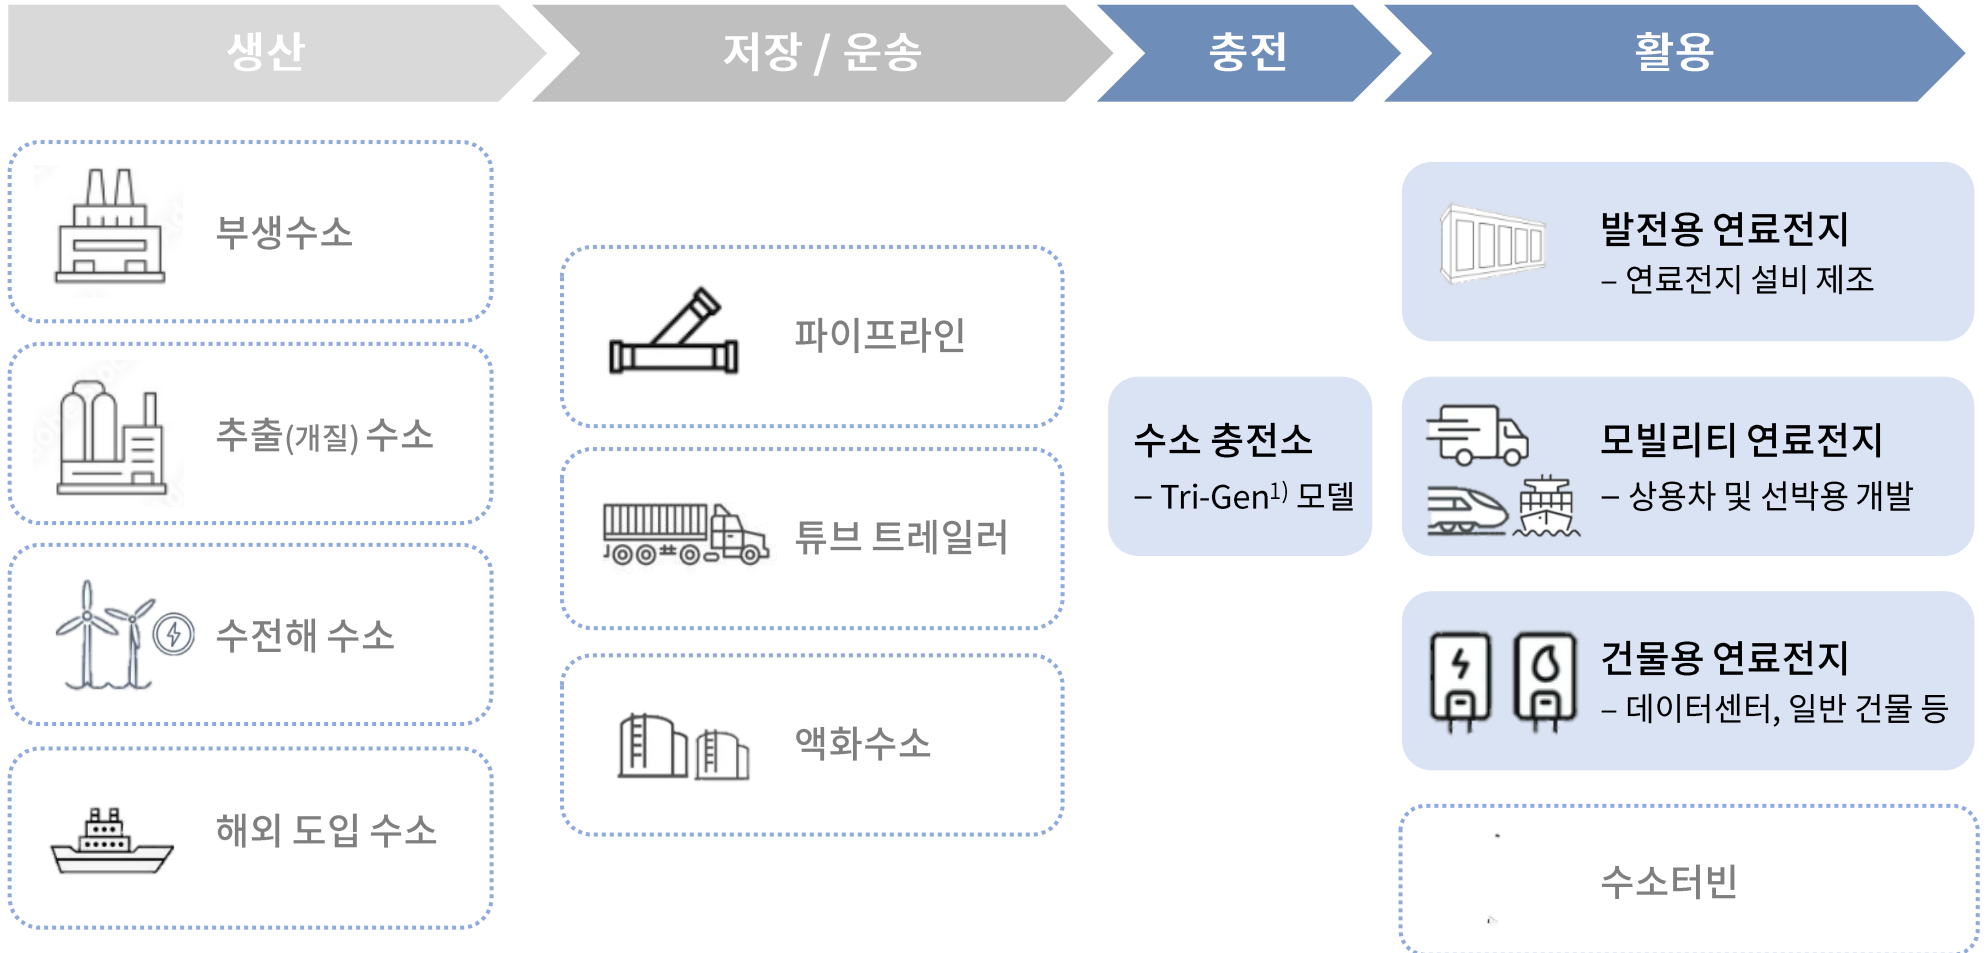 생산
저장 / 운송
충전
활용
부생수소
추출(개질) 수소
수전해 수소
해외 도입 수소
파이프라인
튜브 트레일러
액화수소
수소 충전소
– Tri-Gen1) 모델
발전용 연료전지
– 연료전지 설비 제조
모빌리티 연료전지
– 상용차 및 선박용 개발
건물용 연료전지
– 데이터센터, 일반 건물 등
수소터빈